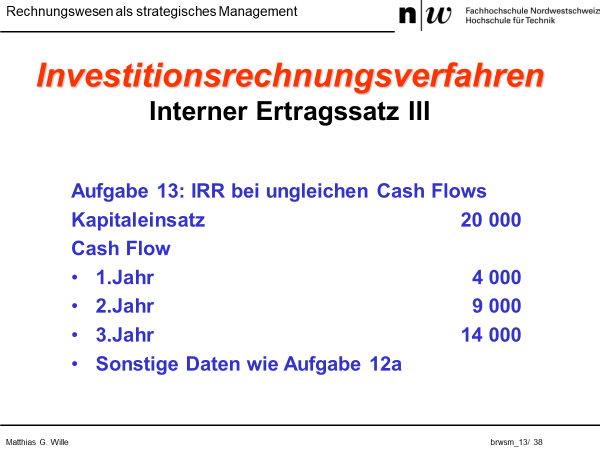 Rechnungswesen als strategisches Management
n|w Fachhochschule Nordwestschweiz
Hochschule für Technik
Investitionsrechnungsverfahren
Interner Ertragssatz III
Aufgabe 13: IRR bei ungleichen Cash Flows
Kapitaleinsatz 20 000
Cash Flow
• 1.Jahr 4 000
• 2.Jahr 9 000
• 3.Jahr 14 000
• Sonstige Daten wie Aufgabe 12a
Matthias G. Wille brwsm_13/ 38